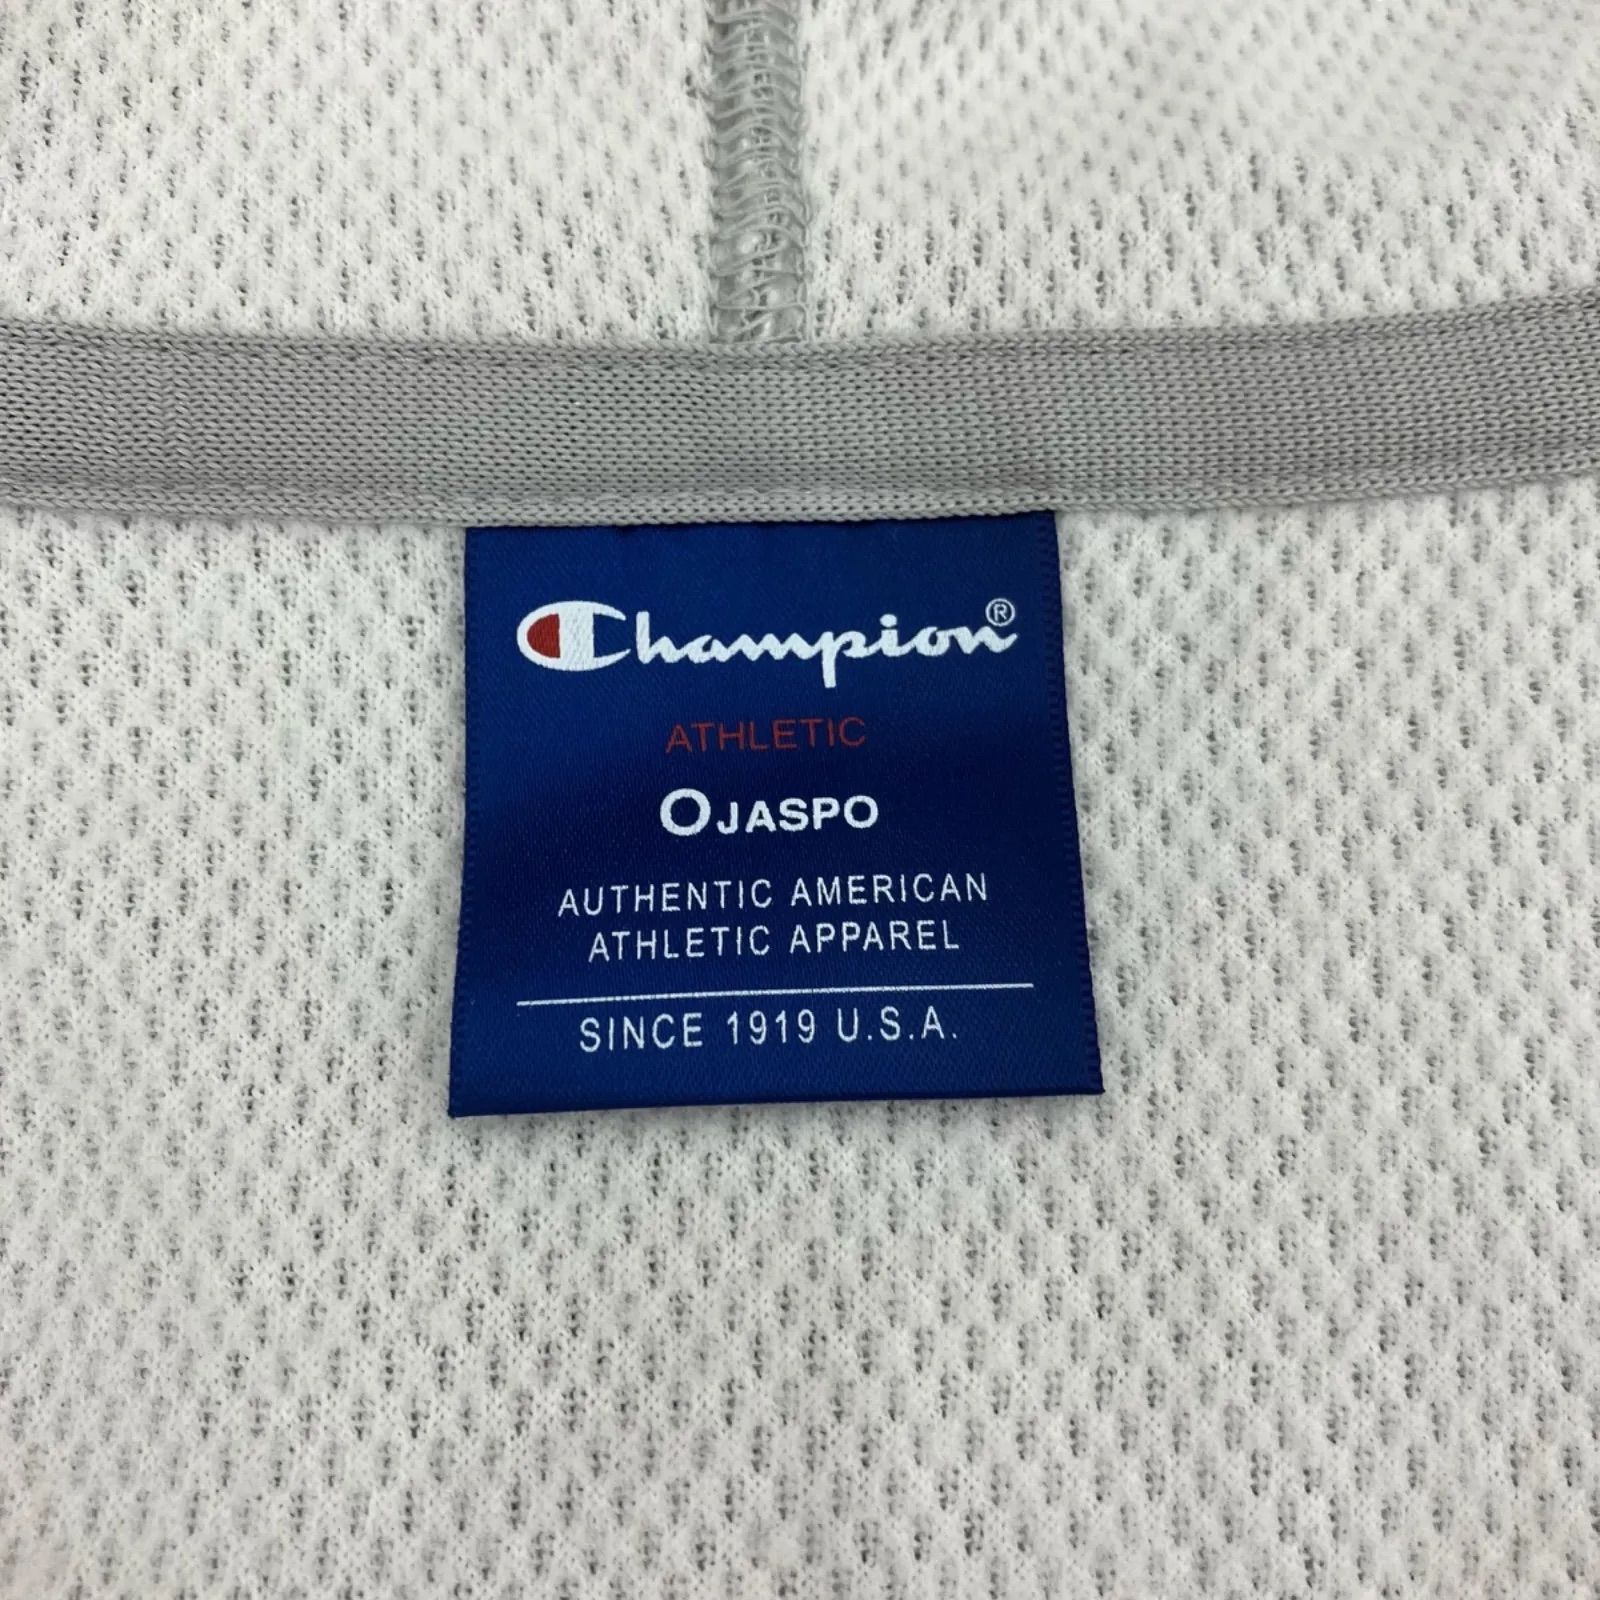 Champion®
ATHLETIC
OJASPO
AUTHENTIC AMERICAN
ATHLETIC APPAREL
SINCE 1919 U.S.A.